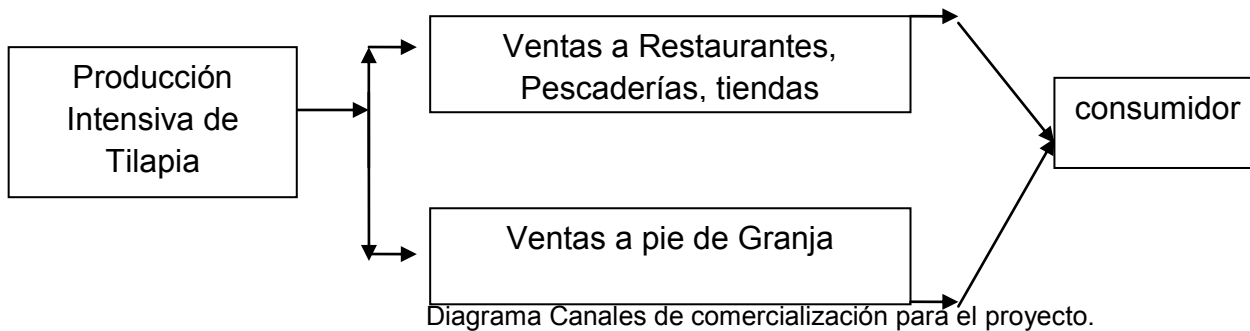 Producción
Intensiva de
Tilapia
Ventas a Restaurantes,
Pescaderías, tiendas
Ventas a pie de Granja
consumidor
Diagrama Canales de comercialización para el proyecto.